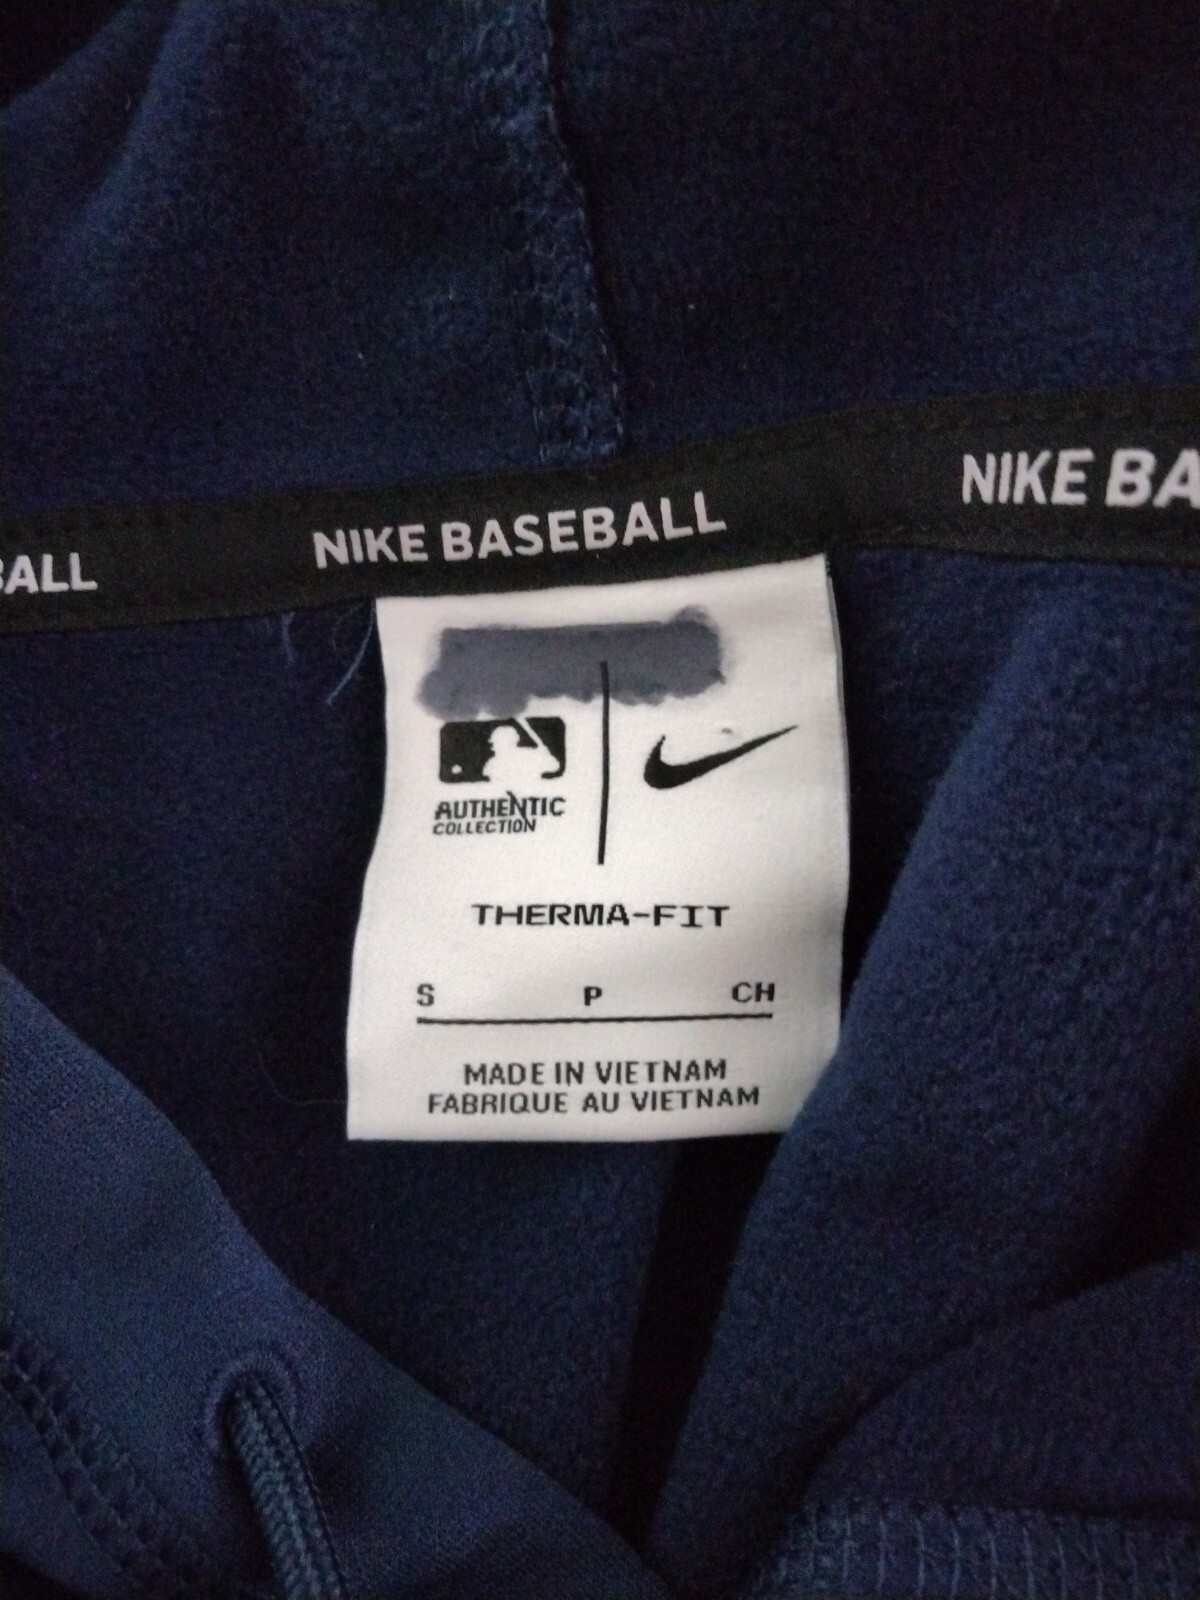 BALL
NIKE BASEBALL
NIKE BA
AUTHENTIC
COLLECTION
THERMA-FIT
S P CH
MADE IN VIETNAM
FABRIQUE AU VIETNAM